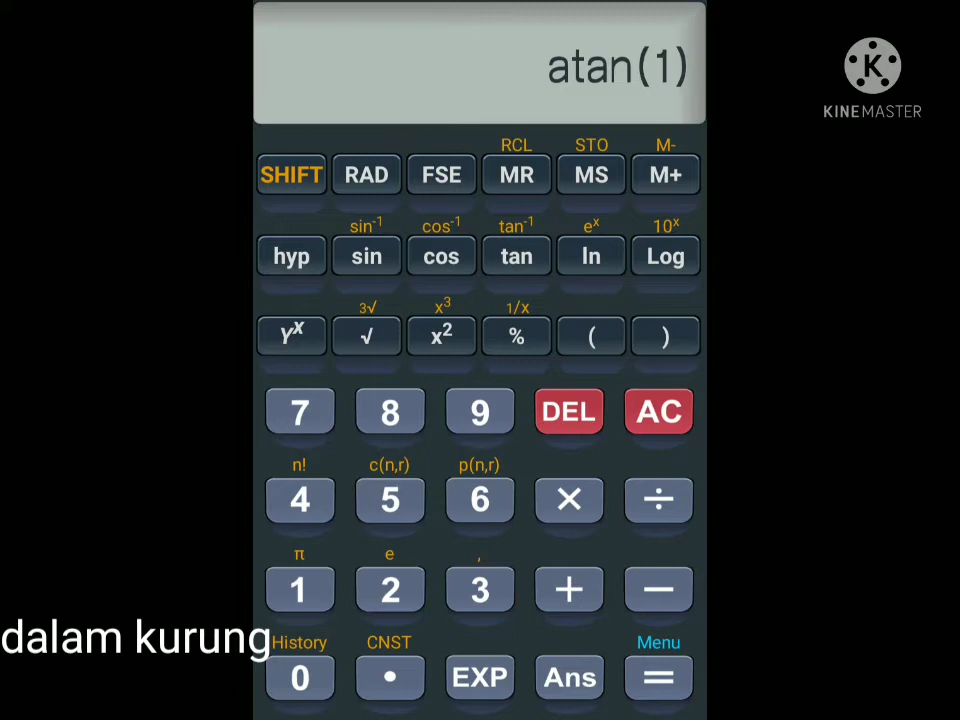 atan(1)
K
KINEMASTER
RCL STO M-
SHIFT RAD FSE MR MS M+
sin⁻¹ cos⁻¹ tan⁻¹ eˣ 10ˣ
hyp sin cos tan ln Log
3√ x³ 1/x
Yˣ √ x² % ( )
7 8 9 DEL AC
n! c(n,r) p(n,r)
4 5 6 × ÷
π e ,
1 2 3 + −
dalam kurung
History CNST Menu
0 • EXP Ans =